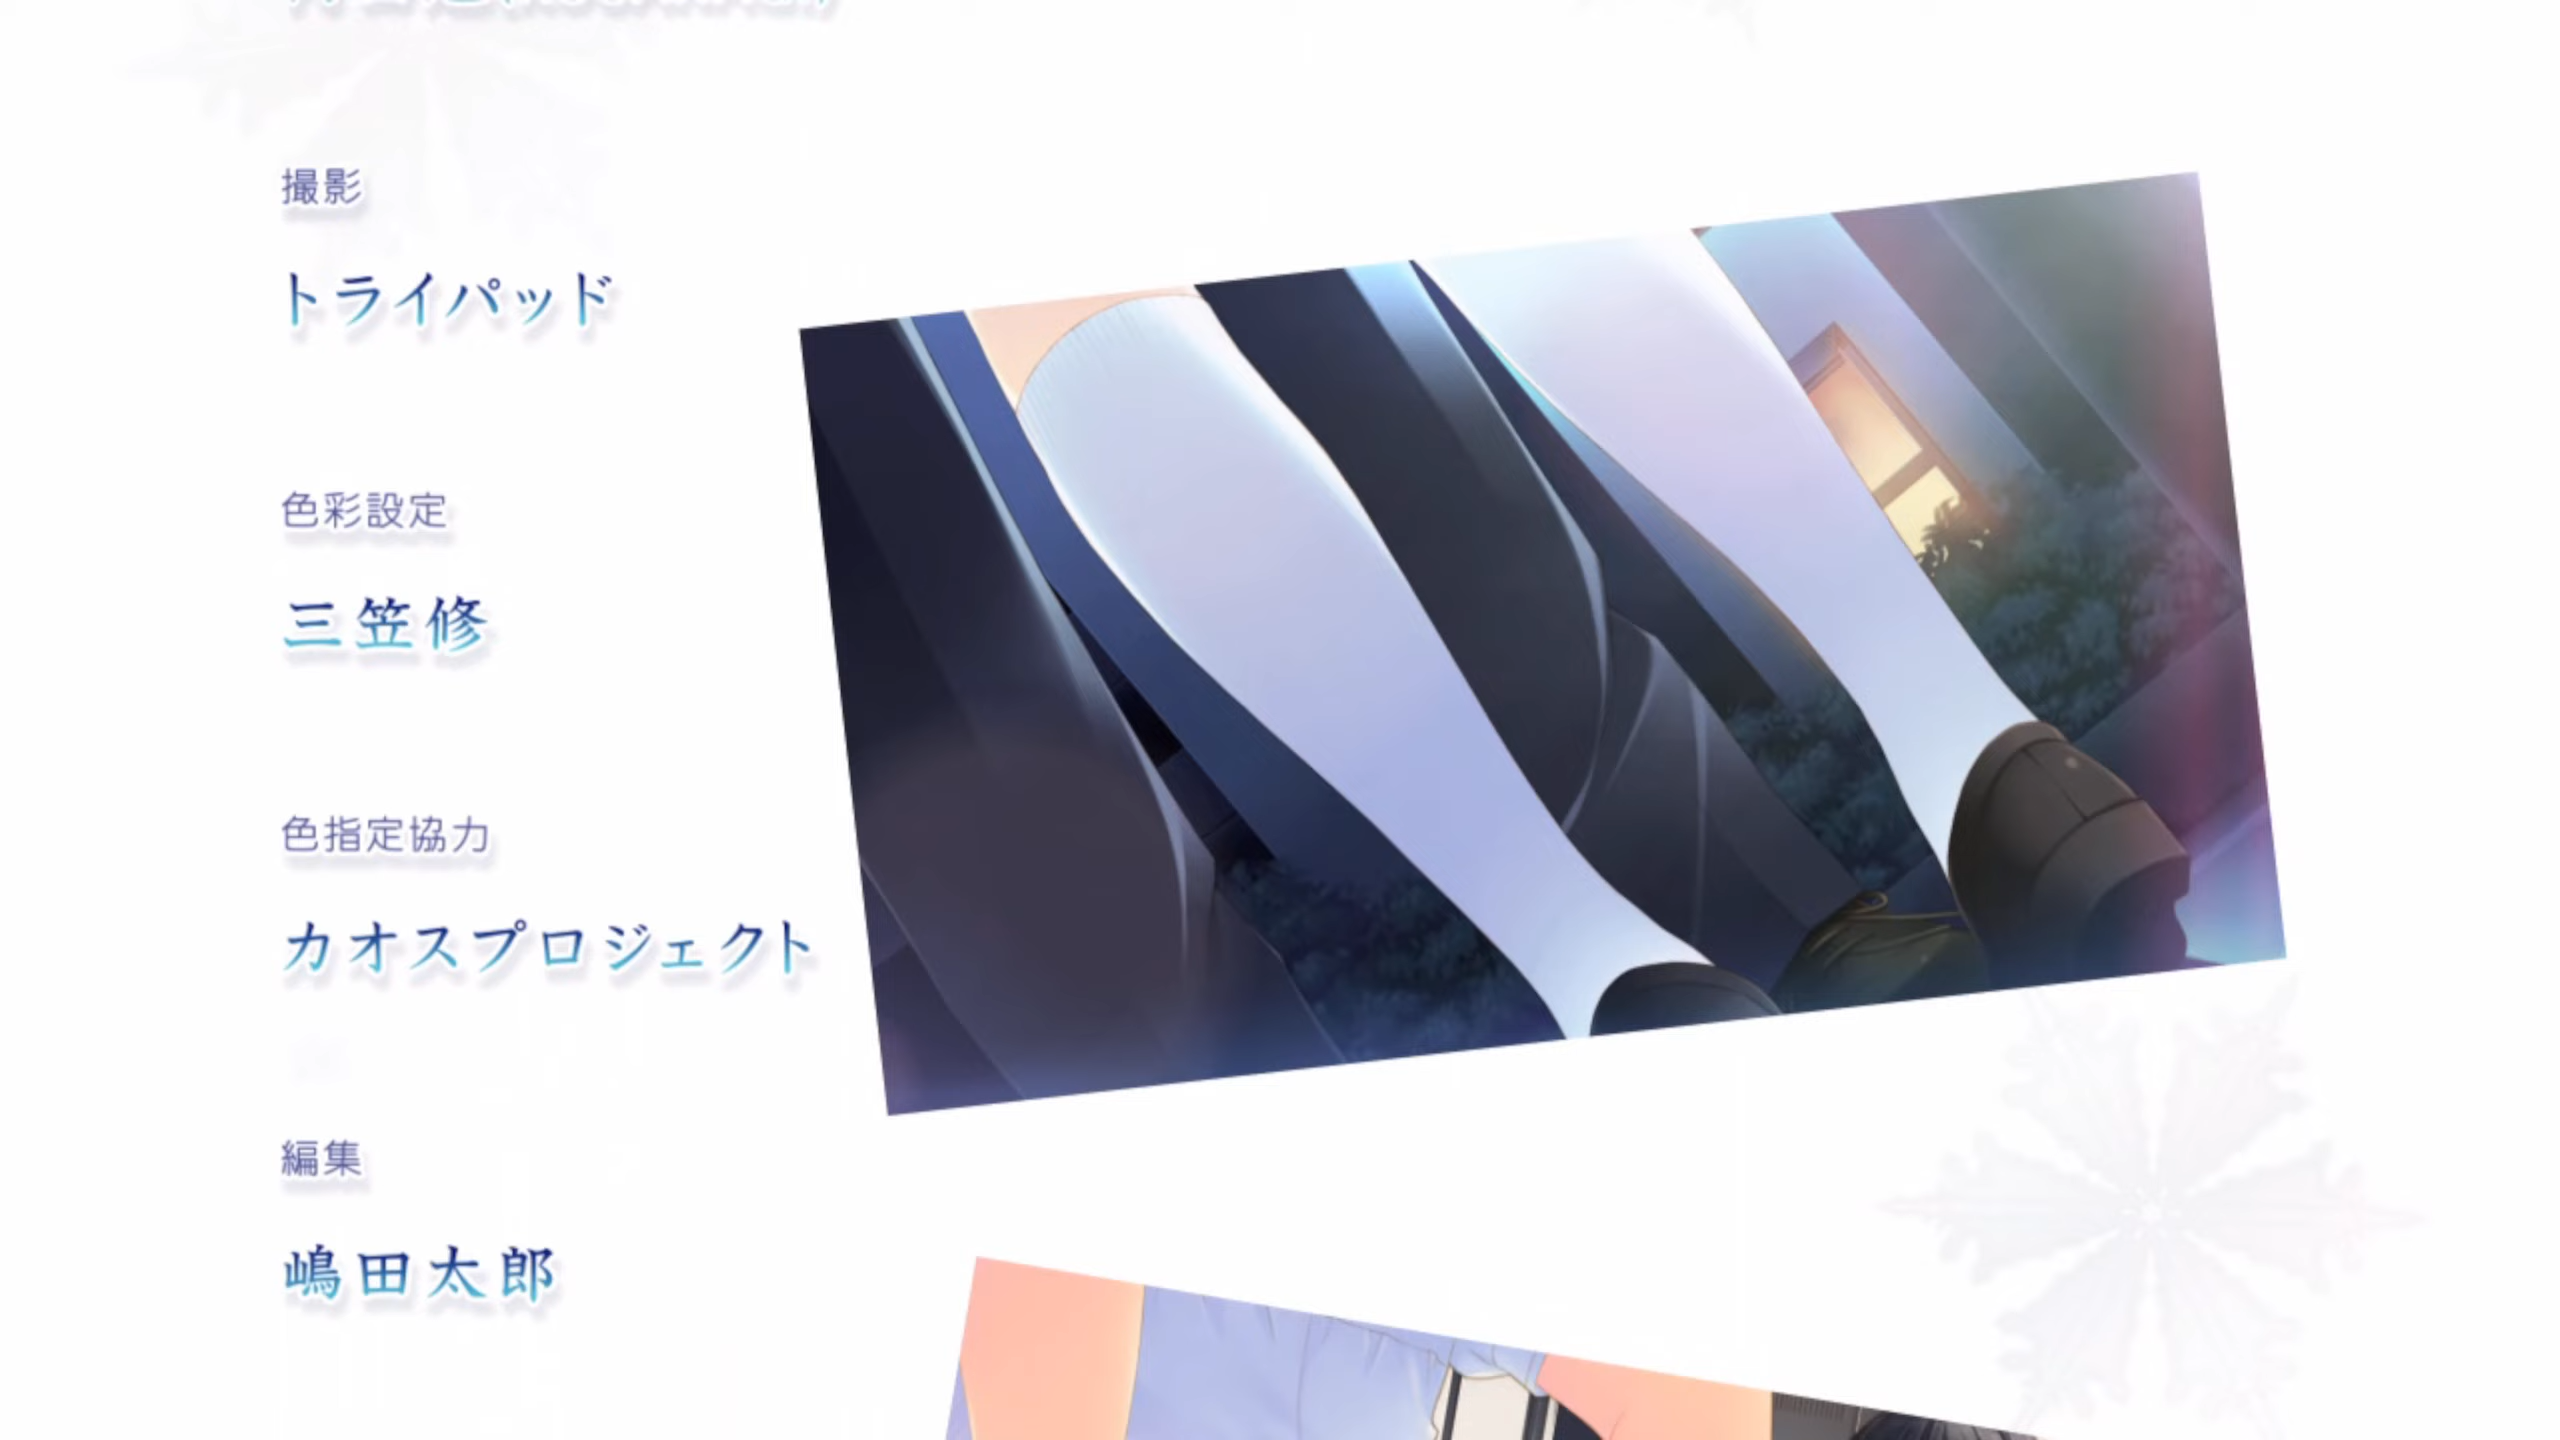 撮影
トライパッド
色彩設定
三笠修
色指定協力
カオスプロジェクト
編集
嶋田太郎